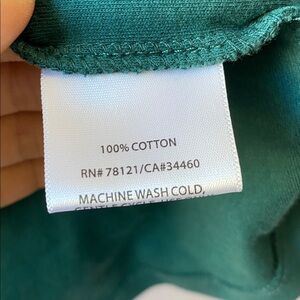 100% COTTON
RN# 78121/CA#34460
MACHINE WASH COLD,